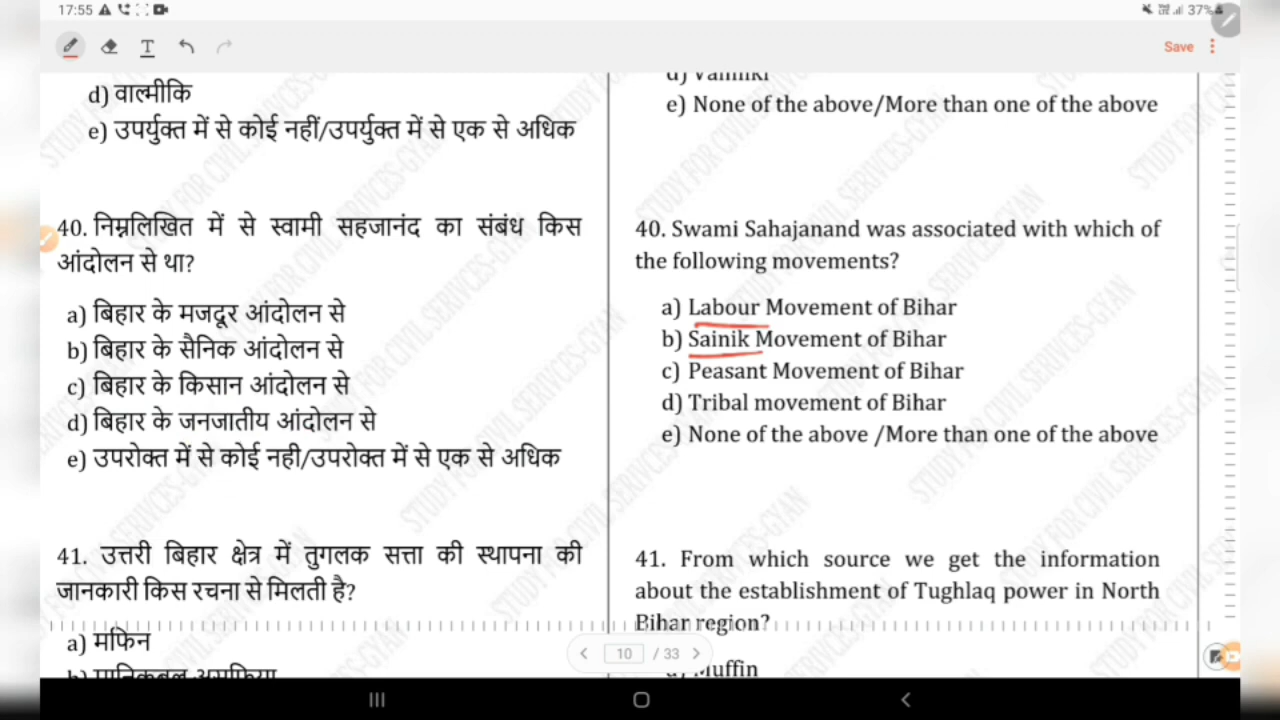 17:55
37%
Save
d) वाल्मीकि
e) उपर्युक्त में से कोई नहीं/उपर्युक्त में से एक से अधिक
40. निम्नलिखित में से स्वामी सहजानंद का संबंध किस
आंदोलन से था?
a) बिहार के मजदूर आंदोलन से
b) बिहार के सैनिक आंदोलन से
c) बिहार के किसान आंदोलन से
d) बिहार के जनजातीय आंदोलन से
e) उपरोक्त में से कोई नही/उपरोक्त में से एक से अधिक
41. उत्तरी बिहार क्षेत्र में तुगलक सत्ता की स्थापना की
जानकारी किस रचना से मिलती है?
a) मफिन
d) Valmiki
e) None of the above/More than one of the above
40. Swami Sahajanand was associated with which of
the following movements?
a) Labour Movement of Bihar
b) Sainik Movement of Bihar
c) Peasant Movement of Bihar
d) Tribal movement of Bihar
e) None of the above /More than one of the above
41. From which source we get the information
about the establishment of Tughlaq power in North
Bihar region?
a) Muffin
10 / 33